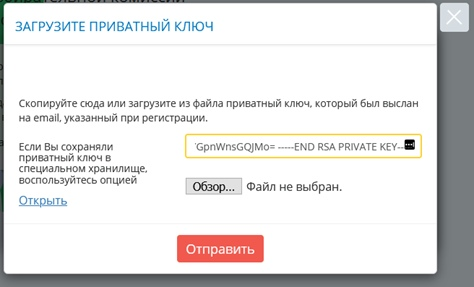 ЗАГРУЗИТЕ ПРИВАТНЫЙ КЛЮЧ
Скопируйте сюда или загрузите из файла приватный ключ, который был выслан
на email, указанный при регистрации.
Если Вы сохраняли
приватный ключ в
специальном хранилище,
воспользуйтесь опцией
Открыть
GpnWnsGQJMo= -----END RSA PRIVATE KEY--
Обзор... Файл не выбран.
Отправить